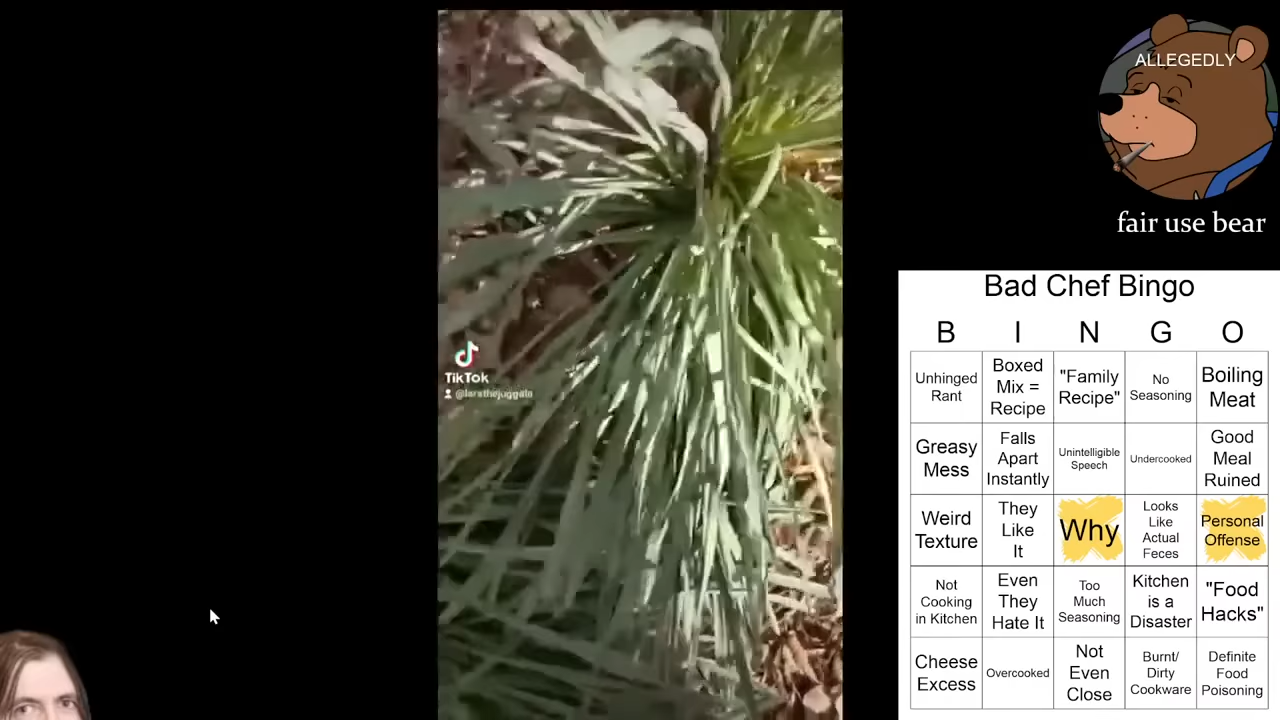 ALLEGEDLY
fair use bear
TikTok
Bad Chef Bingo
B I N G O
Unhinged
Rant
Boxed
Mix =
Recipe
"Family
Recipe"
No
Seasoning
Boiling
Meat
Greasy
Mess
Falls
Apart
Instantly
Unintelligible
Speech
Undercooked
Good
Meal
Ruined
Weird
Texture
They
Like
It
Why
Looks
Like
Actual
Feces
Personal
Offense
Not
Cooking
in Kitchen
Even
They
Hate It
Too
Much
Seasoning
Kitchen
is a
Disaster
"Food
Hacks"
Cheese
Excess
Overcooked
Not
Even
Close
Burnt/
Dirty
Cookware
Definite
Food
Poisoning